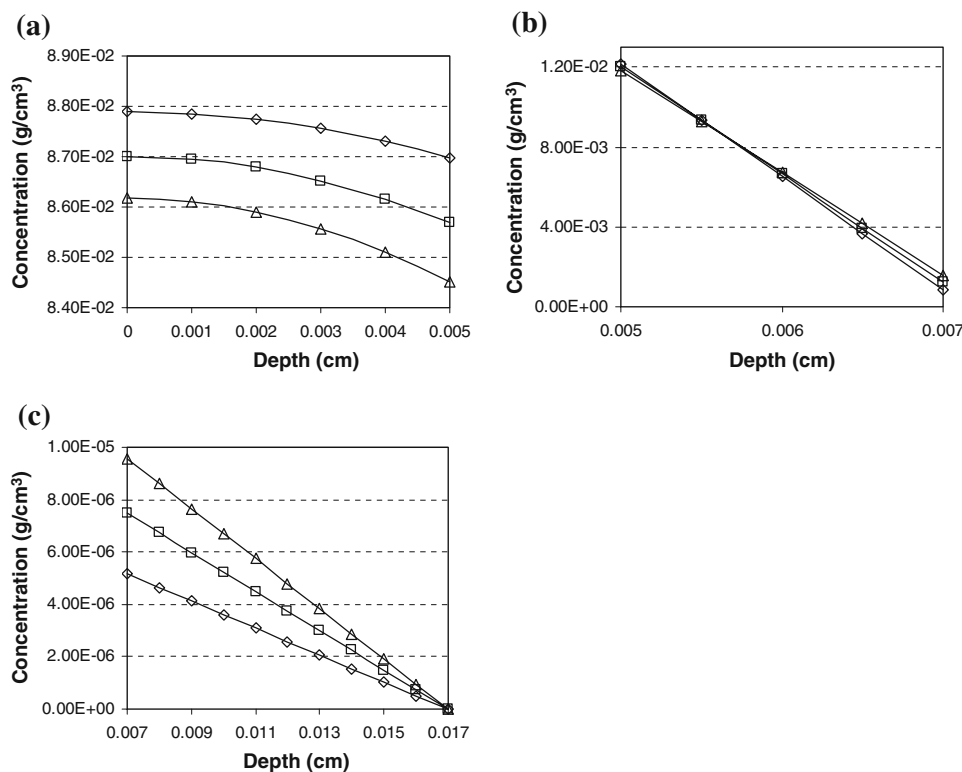 (a)
8.90E-02
8.80E-02
8.70E-02
8.60E-02
8.50E-02
8.40E-02
Concentration (g/cm³)
0 0.001 0.002 0.003 0.004 0.005
Depth (cm)
(b)
1.20E-02
8.00E-03
4.00E-03
0.00E+00
Concentration (g/cm³)
0.005 0.006 0.007
Depth (cm)
(c)
1.00E-05
8.00E-06
6.00E-06
4.00E-06
2.00E-06
0.00E+00
Concentration (g/cm³)
0.007 0.009 0.011 0.013 0.015 0.017
Depth (cm)